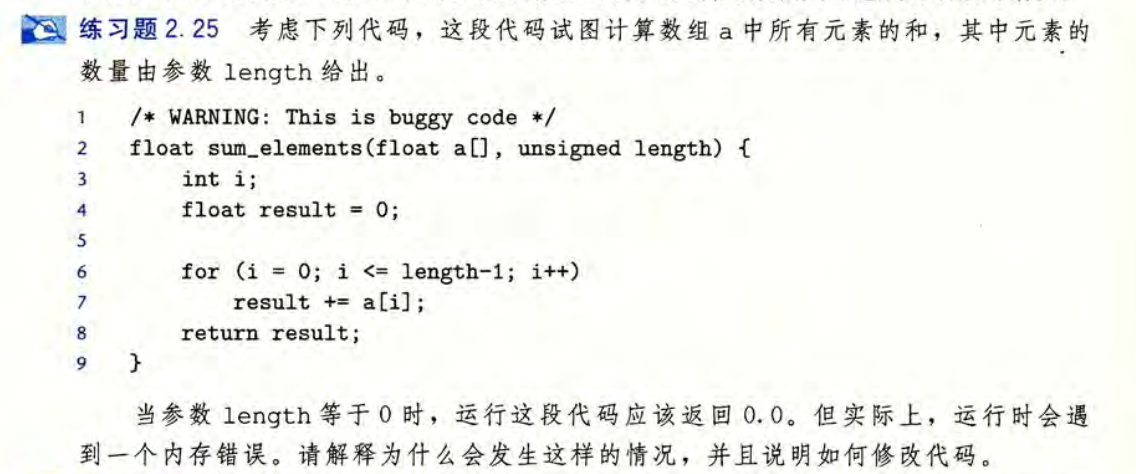 练习题 2.25 考虑下列代码，这段代码试图计算数组 a 中所有元素的和，其中元素的
数量由参数 length 给出。
1 /* WARNING: This is buggy code */
2 float sum_elements(float a[], unsigned length) {
3 int i;
4 float result = 0;
5
6 for (i = 0; i <= length-1; i++)
7 result += a[i];
8 return result;
9 }
当参数 length 等于 0 时，运行这段代码应该返回 0.0。但实际上，运行时会遇
到一个内存错误。请解释为什么会发生这样的情况，并且说明如何修改代码。